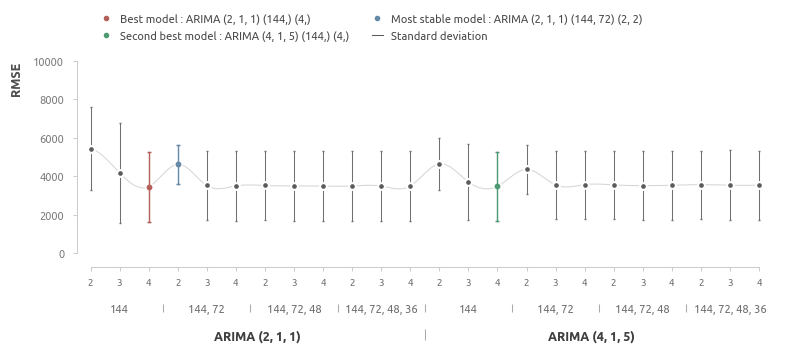 Best model : ARIMA (2, 1, 1) (144,) (4,)
Most stable model : ARIMA (2, 1, 1) (144, 72) (2, 2)
Second best model : ARIMA (4, 1, 5) (144,) (4,)
Standard deviation
RMSE
10000
8000
6000
4000
2000
0
2 3 4 2 3 4 2 3 4 2 3 4 2 3 4 2 3 4 2 3 4 2 3 4
144 144, 72 144, 72, 48 144, 72, 48, 36 144 144, 72 144, 72, 48 144, 72, 48, 36
ARIMA (2, 1, 1) ARIMA (4, 1, 5)